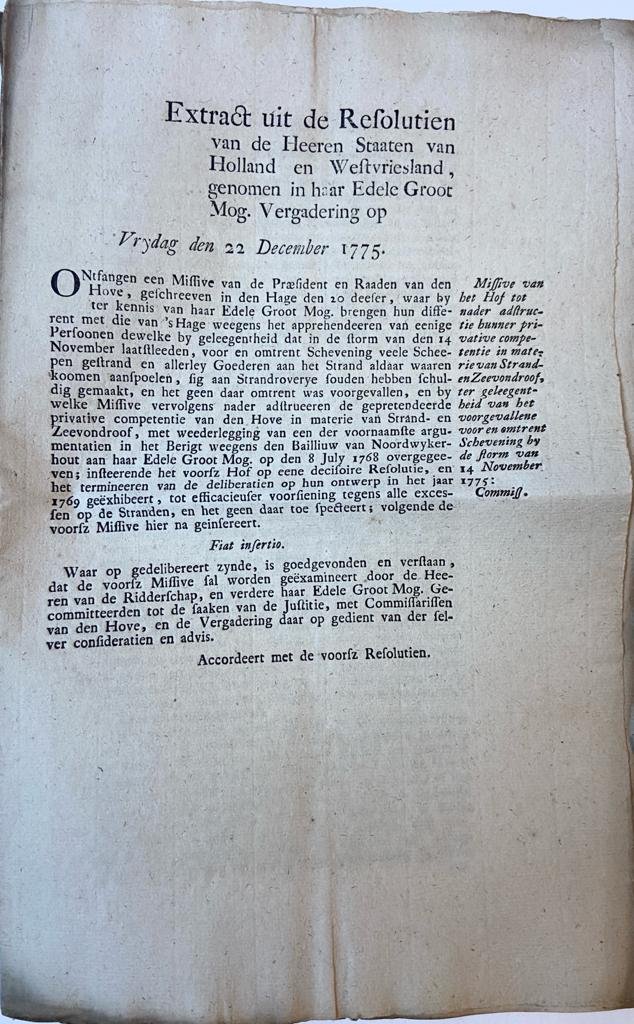 Extract uit de Reſolutien
van de Heeren Staaten van
Holland en Weſtvriesland,
genomen in haar Edele Groot
Mog. Vergadering op
Vrydag den 22 December 1775.
ONtfangen een Miſſive van de Præſident en Raaden van den
Hove, geſchreeven in den Hage den 20 deeſer, waar by
ter kennis van haar Edele Groot Mog. brengen hun diffe-
rent met die van 's Hage weegens het apprehendeeren van eenige
Perſoonen dewelke by geleegentheid dat in de ſtorm van den 14
November laatſtleeden, voor en omtrent Schevening veele Schee-
pen geſtrand en allerley Goederen aan het Strand aldaar waaren
koomen aanſpoelen, ſig aan Strandroverye ſouden hebben ſchul-
dig gemaakt, en het geen daar omtrent was voorgevallen, en by
welke Miſſive vervolgens nader adſtrueeren de gepretendeerde
privative competentie van den Hove in materie van Strand- en
Zeevondroof, met weederlegging van een der voornaamſte argu-
mentatien in het Berigt weegens den Bailliuw van Noordwyker-
hout aan haar Edele Groot Mog. op den 8 July 1768 overgegee-
ven; inſteerende het voorſz Hof op eene deciſoire Reſolutie, en
het termineeren van de deliberatien op hun ontwerp in het jaar
1769 geëxhibeert, tot efficacieuſer voorſiening tegens alle exceſ-
ſen op de Stranden, en het geen daar toe ſpecteert; volgende de
voorſz Miſſive hier na geinſereert.
Miſſive van
het Hof tot
nader adſtruc-
tie hunner pri-
vative compe-
tentie in mate-
rie van Strand-
en Zeevondroof,
ter geleegent-
heid van het
voorgevallene
voor en omtrent
Schevening by
de ſtorm van
14 November
1775:
Commiſſ.
Fiat inſertio.
Waar op gedelibereert zynde, is goedgevonden en verſtaan,
dat de voorſz Miſſive ſal worden geëxamineert door de Hee-
ren van de Ridderſchap, en verdere haar Edele Groot Mog. Ge-
committeerden tot de ſaaken van de Juſtitie, met Commiſſariſſen
van den Hove, en de Vergadering daar op gedient van der ſel-
ver conſideratien en advis.
Accordeert met de voorſz Reſolutien.